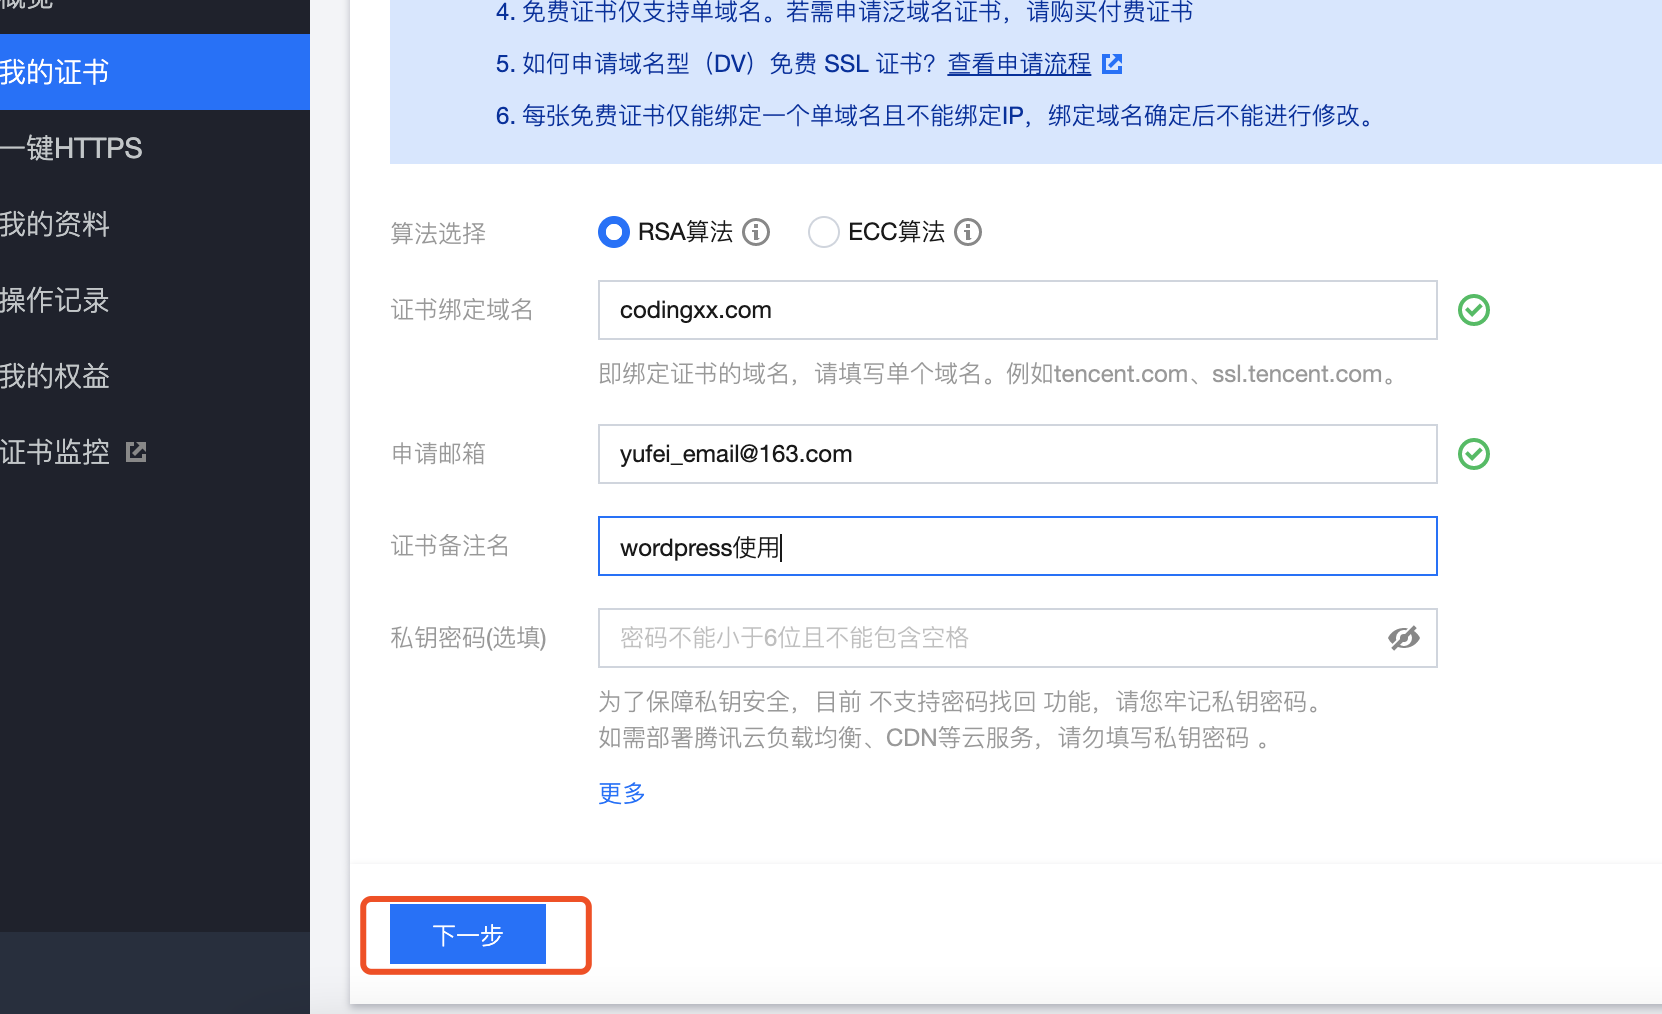 概览
我的证书
一键HTTPS
我的资料
操作记录
我的权益
证书监控
4. 免费证书仅支持单域名。若需申请泛域名证书，请购买付费证书
5. 如何申请域名型（DV）免费 SSL 证书？查看申请流程
6. 每张免费证书仅能绑定一个单域名且不能绑定IP，绑定域名确定后不能进行修改。
算法选择 RSA算法 ECC算法
证书绑定域名 codingxx.com
即绑定证书的域名，请填写单个域名。例如tencent.com、ssl.tencent.com。
申请邮箱 yufei_email@163.com
证书备注名 wordpress使用
私钥密码(选填) 密码不能小于6位且不能包含空格
为了保障私钥安全，目前 不支持密码找回 功能，请您牢记私钥密码。
如需部署腾讯云负载均衡、CDN等云服务，请勿填写私钥密码 。
更多
下一步